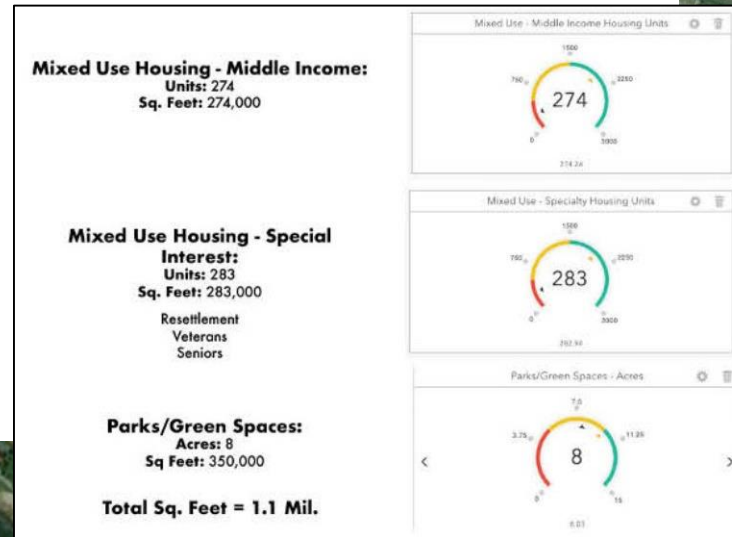 Mixed Use Housing - Middle Income:
Units: 274
Sq. Feet: 274,000
Mixed Use - Middle Income Housing Units
1500
750
2250
274
0
3000
274.24
Mixed Use Housing - Special
Interest:
Units: 283
Sq. Feet: 283,000
Resettlement
Veterans
Seniors
Mixed Use - Specialty Housing Units
1500
750
2250
283
0
3000
282.94
Parks/Green Spaces:
Acres: 8
Sq Feet: 350,000
Total Sq. Feet = 1.1 Mil.
Parks/Green Spaces - Acres
7.5
3.75
11.25
8
0
15